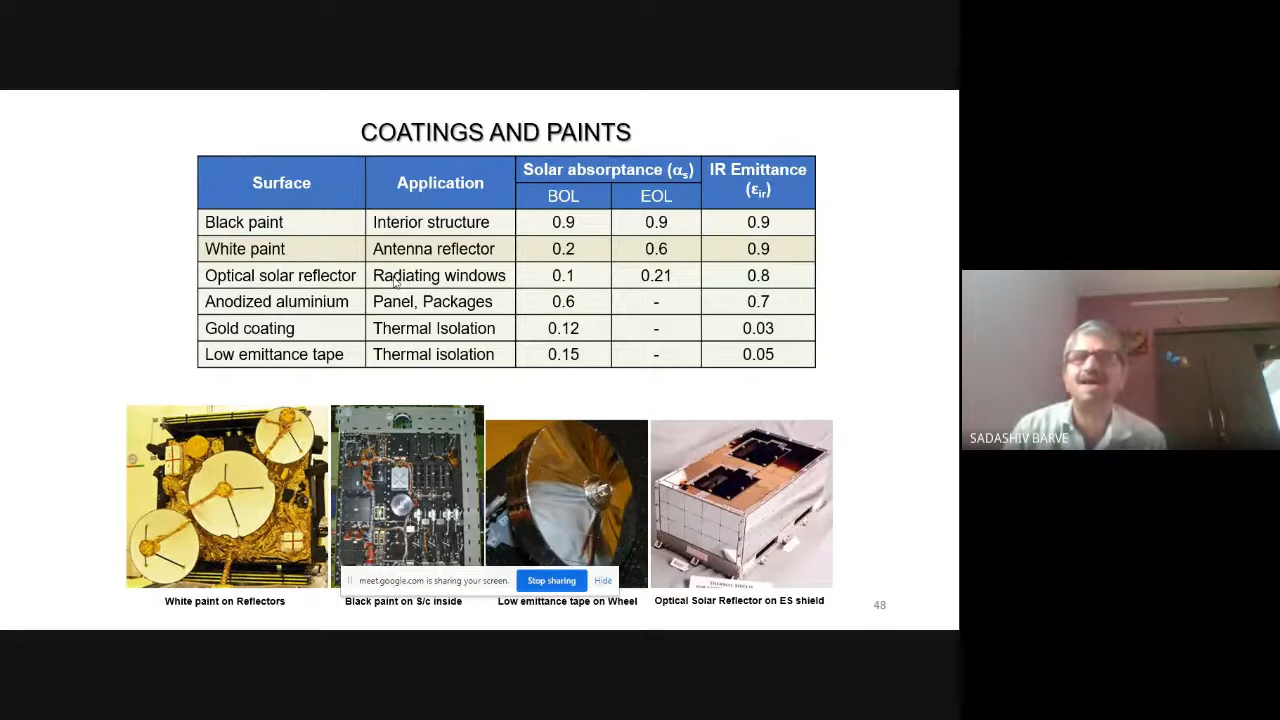 COATINGS AND PAINTS
Surface Application Solar absorptance (αs) IR Emittance (εir)
BOL EOL
Black paint Interior structure 0.9 0.9 0.9
White paint Antenna reflector 0.2 0.6 0.9
Optical solar reflector Radiating windows 0.1 0.21 0.8
Anodized aluminium Panel, Packages 0.6 - 0.7
Gold coating Thermal Isolation 0.12 - 0.03
Low emittance tape Thermal isolation 0.15 - 0.05
SADASHIV BARVE
THERMAL SHIELD
meet.google.com is sharing your screen. Stop sharing Hide
White paint on Reflectors Black paint on S/c inside Low emittance tape on Wheel Optical Solar Reflector on ES shield
48